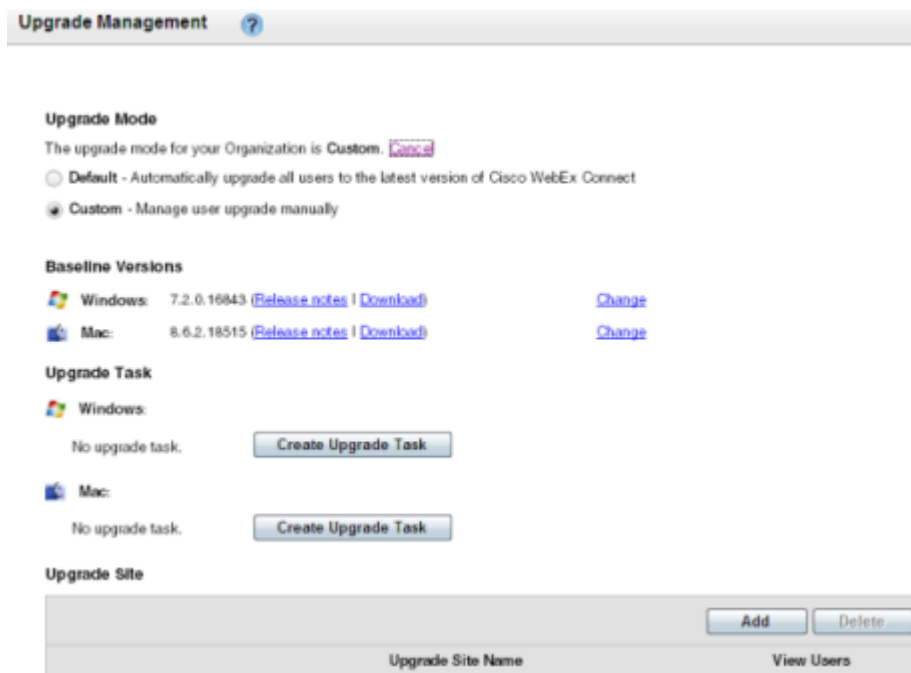 Upgrade Management ?
Upgrade Mode
The upgrade mode for your Organization is Custom. Cancel
Default - Automatically upgrade all users to the latest version of Cisco WebEx Connect
Custom - Manage user upgrade manually
Baseline Versions
Windows: 7.2.0.16843 (Release notes | Download) Change
Mac: 8.6.2.18515 (Release notes | Download) Change
Upgrade Task
Windows:
No upgrade task. Create Upgrade Task
Mac:
No upgrade task. Create Upgrade Task
Upgrade Site
Add Delete
Upgrade Site Name View Users